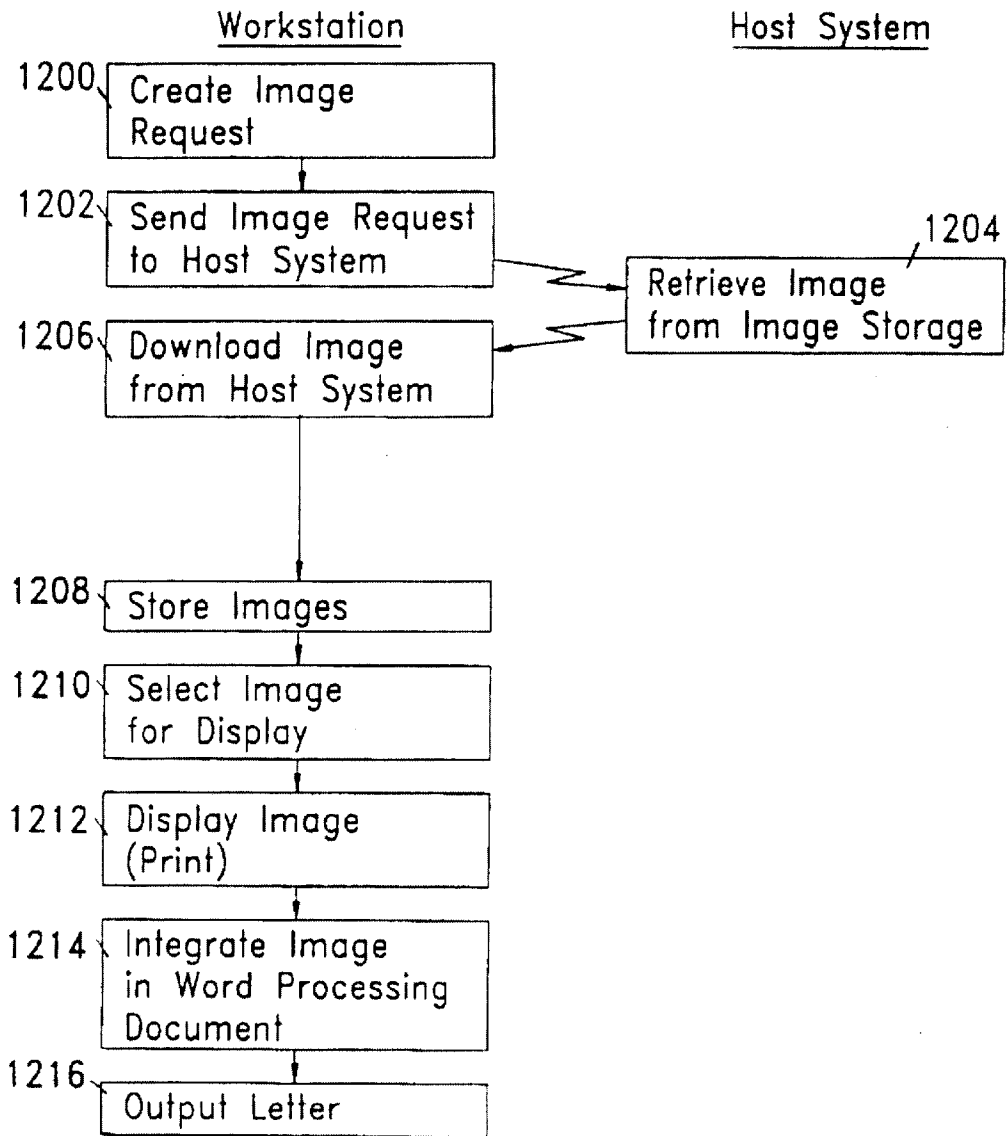 Workstation
Host System
1200
Create Image
Request
1202
Send Image Request
to Host System
1204
Retrieve Image
from Image Storage
1206
Download Image
from Host System
1208
Store Images
1210
Select Image
for Display
1212
Display Image
(Print)
1214
Integrate Image
in Word Processing
Document
1216
Output Letter